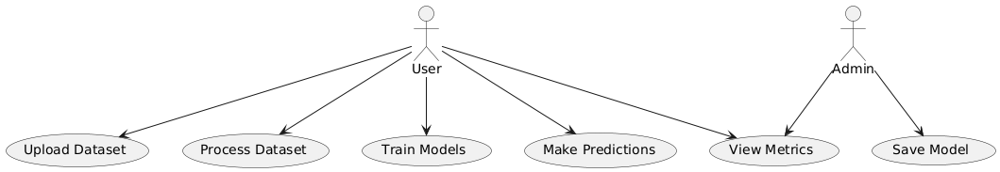 User
Admin
Upload Dataset
Process Dataset
Train Models
Make Predictions
View Metrics
Save Model